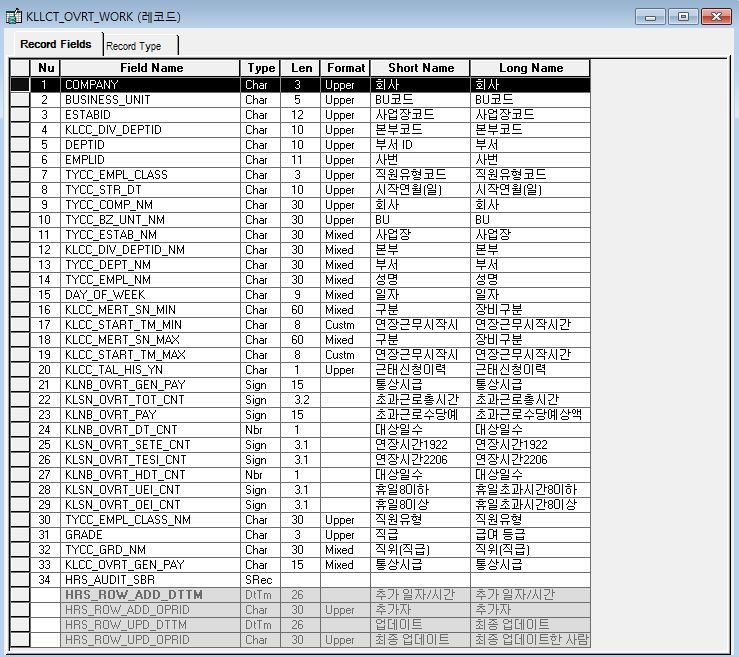 KLLCT_OVRT_WORK (레코드)
Record Fields Record Type
Nu Field Name Type Len Format Short Name Long Name
1 COMPANY Char 3 Upper 회사 회사
2 BUSINESS_UNIT Char 5 Upper BU코드 BU코드
3 ESTABID Char 12 Upper 사업장코드 사업장코드
4 KLCC_DIV_DEPTID Char 10 Upper 본부코드 본부코드
5 DEPTID Char 10 Upper 부서 ID 부서
6 EMPLID Char 11 Upper 사번 사번
7 TYCC_EMPL_CLASS Char 3 Upper 직원유형코드 직원유형코드
8 TYCC_STR_DT Char 10 Upper 시작연월(일) 시작연월(일)
9 TYCC_COMP_NM Char 30 Upper 회사 회사
10 TYCC_BZ_UNT_NM Char 30 Upper BU BU
11 TYCC_ESTAB_NM Char 30 Mixed 사업장 사업장
12 KLCC_DIV_DEPTID_NM Char 30 Mixed 본부 본부
13 TYCC_DEPT_NM Char 30 Mixed 부서 부서
14 TYCC_EMPL_NM Char 30 Mixed 성명 성명
15 DAY_OF_WEEK Char 9 Mixed 일자 일자
16 KLCC_MERT_SN_MIN Char 60 Mixed 구분 장비구분
17 KLCC_START_TM_MIN Char 8 Custm 연장근무시작시 연장근무시작시간
18 KLCC_MERT_SN_MAX Char 60 Mixed 구분 장비구분
19 KLCC_START_TM_MAX Char 8 Custm 연장근무시작시 연장근무시작시간
20 KLCC_TAL_HIS_YN Char 1 Upper 근태신청이력 근태신청이력
21 KLNB_OVRT_GEN_PAY Sign 15 통상시급 통상시급
22 KLSN_OVRT_TOT_CNT Sign 3.2 초과근로총시간 초과근로총시간
23 KLNB_OVRT_PAY Sign 15 초과근로수당예 초과근로수당예상액
24 KLNB_OVRT_DT_CNT Nbr 1 대상일수 대상일수
25 KLSN_OVRT_SETE_CNT Sign 3.1 연장시간1922 연장시간1922
26 KLSN_OVRT_TESI_CNT Sign 3.1 연장시간2206 연장시간2206
27 KLNB_OVRT_HDT_CNT Nbr 1 대상일수 대상일수
28 KLSN_OVRT_UEI_CNT Sign 3.1 휴일8이하 휴일초과시간8이하
29 KLSN_OVRT_OEI_CNT Sign 3.1 휴일8이상 휴일초과시간8이상
30 TYCC_EMPL_CLASS_NM Char 30 Upper 직원유형 직원유형
31 GRADE Char 3 Upper 직급 급여 등급
32 TYCC_GRD_NM Char 30 Mixed 직위(직급) 직위(직급)
33 KLCC_OVRT_GEN_PAY Char 15 Mixed 통상시급 통상시급
34 HRS_AUDIT_SBR SRec
HRS_ROW_ADD_DTTM DtTm 26 추가 일자/시간 추가 일자/시간
HRS_ROW_ADD_OPRID Char 30 Upper 추가자 추가자
HRS_ROW_UPD_DTTM DtTm 26 업데이트 최종 업데이트
HRS_ROW_UPD_OPRID Char 30 Upper 최종 업데이트 최종 업데이트한 사람